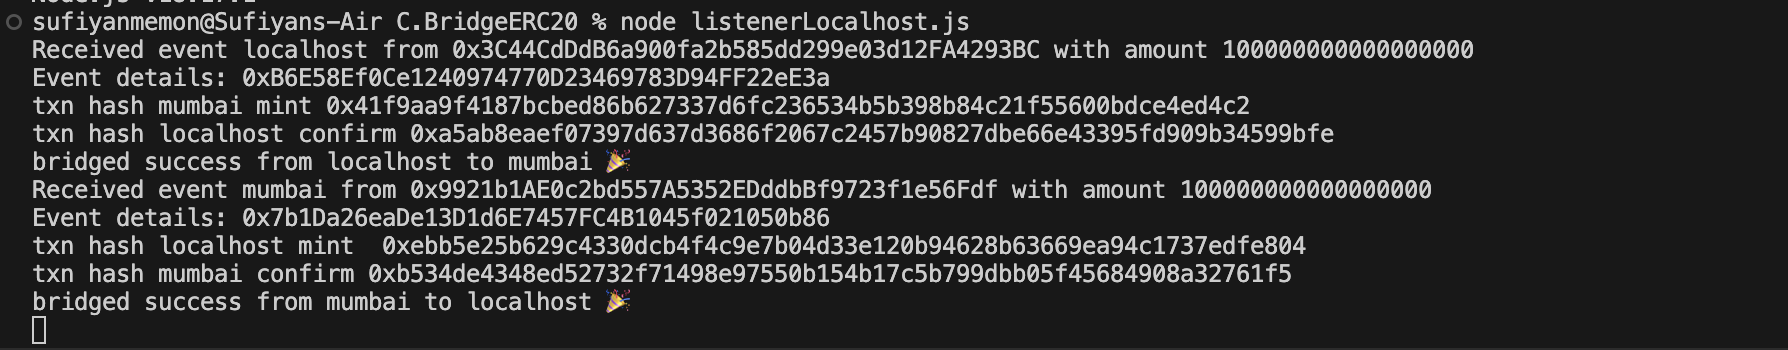 sufiyanmemon@Sufiyans-Air C.BridgeERC20 % node listenerLocalhost.js
Received event localhost from 0x3C44CdDdB6a900fa2b585dd299e03d12FA4293BC with amount 1000000000000000000
Event details: 0xB6E58Ef0Ce1240974770D23469783D94FF22eE3a
txn hash mumbai mint 0x41f9aa9f4187bcbed86b627337d6fc236534b5b398b84c21f55600bdce4ed4c2
txn hash localhost confirm 0xa5ab8eaef07397d637d3686f2067c2457b90827dbe66e43395fd909b34599bfe
bridged success from localhost to mumbai 🎉
Received event mumbai from 0x9921b1AE0c2bd557A5352EDddbBf9723f1e56Fdf with amount 1000000000000000000
Event details: 0x7b1Da26eaDe13D1d6E7457FC4B1045f021050b86
txn hash localhost mint  0xebb5e25b629c4330dcb4f4c9e7b04d33e120b94628b63669ea94c1737edfe804
txn hash mumbai confirm 0xb534de4348ed52732f71498e97550b154b17c5b799dbb05f45684908a32761f5
bridged success from mumbai to localhost 🎉